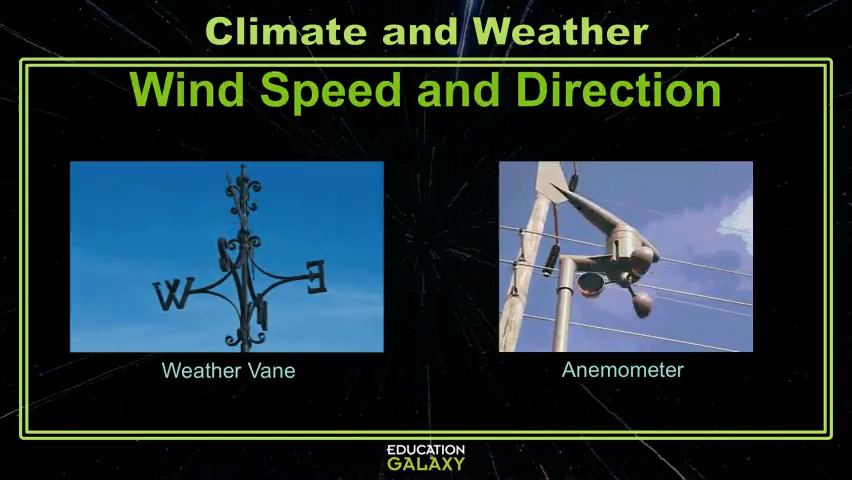 Climate and Weather
Wind Speed and Direction
W
E
Weather Vane
Anemometer
EDUCATION
GALAXY